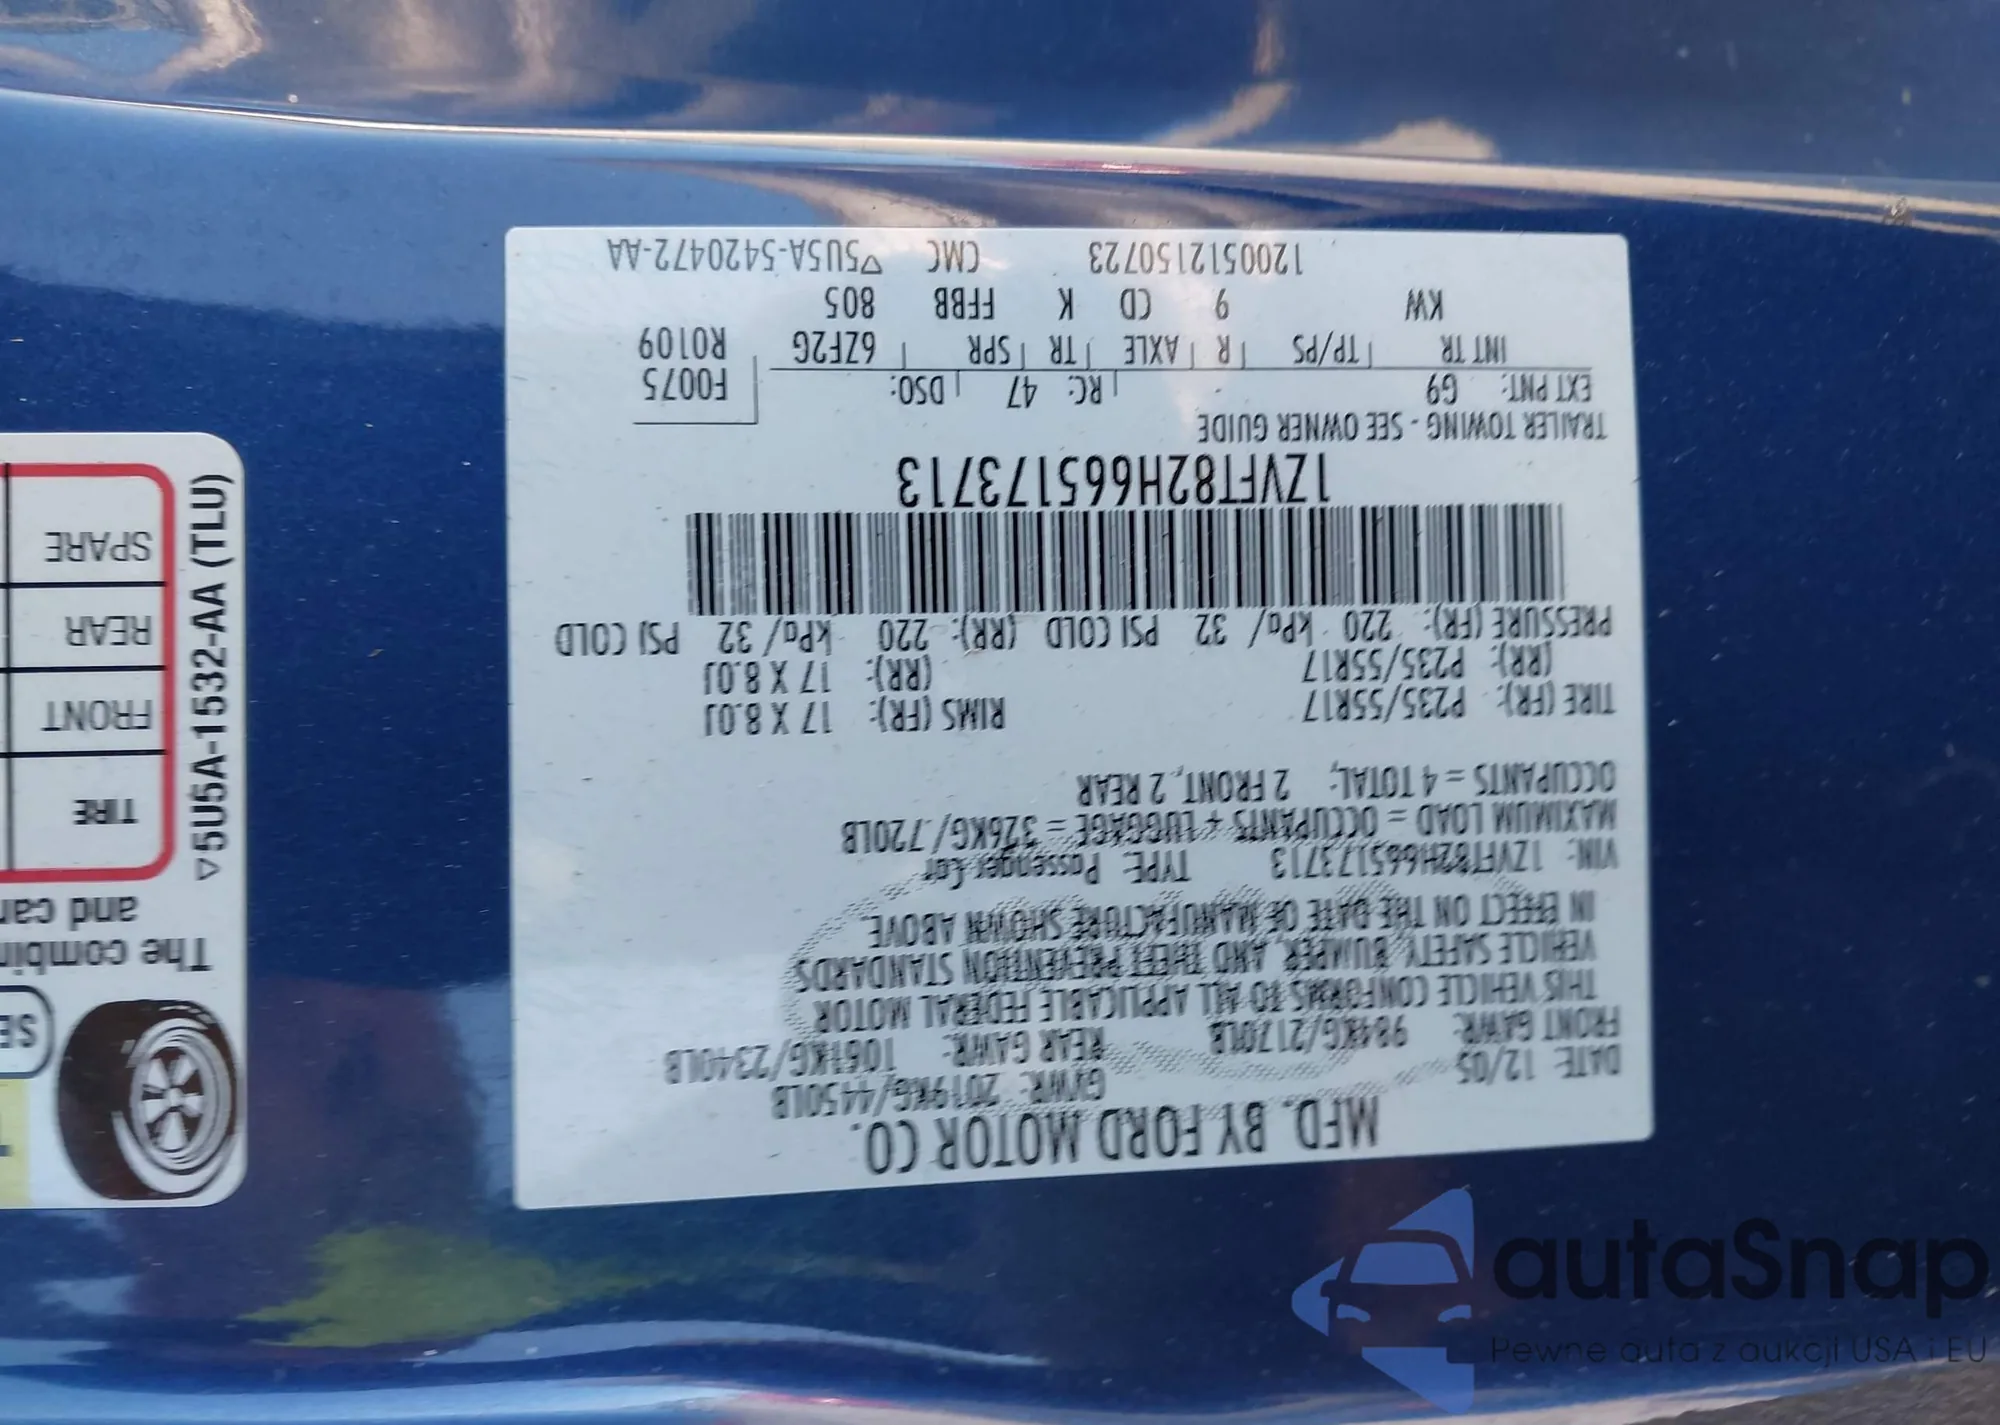 MFD. BY FORD MOTOR CO.
DATE: 12/05 GVWR: 2019KG/4450LB
FRONT GAWR: 984KG/2170LB REAR GAWR: 1061KG/2340LB
THIS VEHICLE CONFORMS TO ALL APPLICABLE FEDERAL MOTOR
VEHICLE SAFETY, BUMPER, AND THEFT PREVENTION STANDARDS
IN EFFECT ON THE DATE OF MANUFACTURE SHOWN ABOVE.
VIN: 1ZVFT82H665173713 TYPE: Passenger Car
MAXIMUM LOAD = OCCUPANTS + LUGGAGE = 326KG/720LB
OCCUPANTS = 4 TOTAL; 2 FRONT, 2 REAR
TIRE (FR): P235/55R17 RIMS (FR): 17 X 8.0J
(RR): P235/55R17 (RR): 17 X 8.0J
PRESSURE (FR): 220 kPa/ 32 PSI COLD (RR): 220 kPa/ 32 PSI COLD
1ZVFT82H665173713
TRAILER TOWING - SEE OWNER GUIDE
EXT PNT: G9 RC: 47 DSO: F0075
INT TR | TP/PS | R | AXLE | TR | SPR | 6ZF2G R0109
KW 9 CD K FFBB 805
120051215072​3 CMC ▽5U5A-5420472-AA
The combin
and car
TIRE
FRONT
REAR
SPARE
▽5U5A-1532-AA (TLU)
autaSnap
Pewne auta z aukcji USA i EU